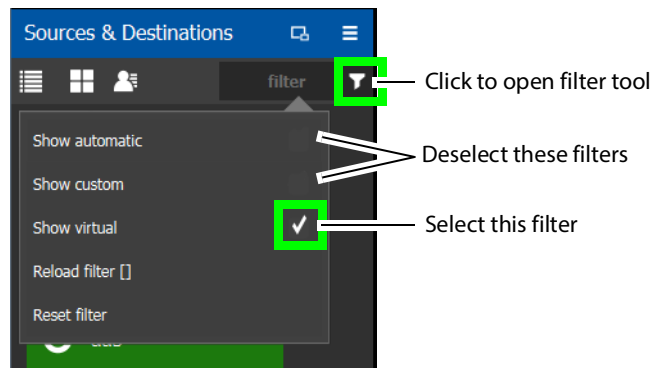 Sources & Destinations
filter
Click to open filter tool
Show automatic
Deselect these filters
Show custom
Show virtual
Select this filter
Reload filter []
Reset filter